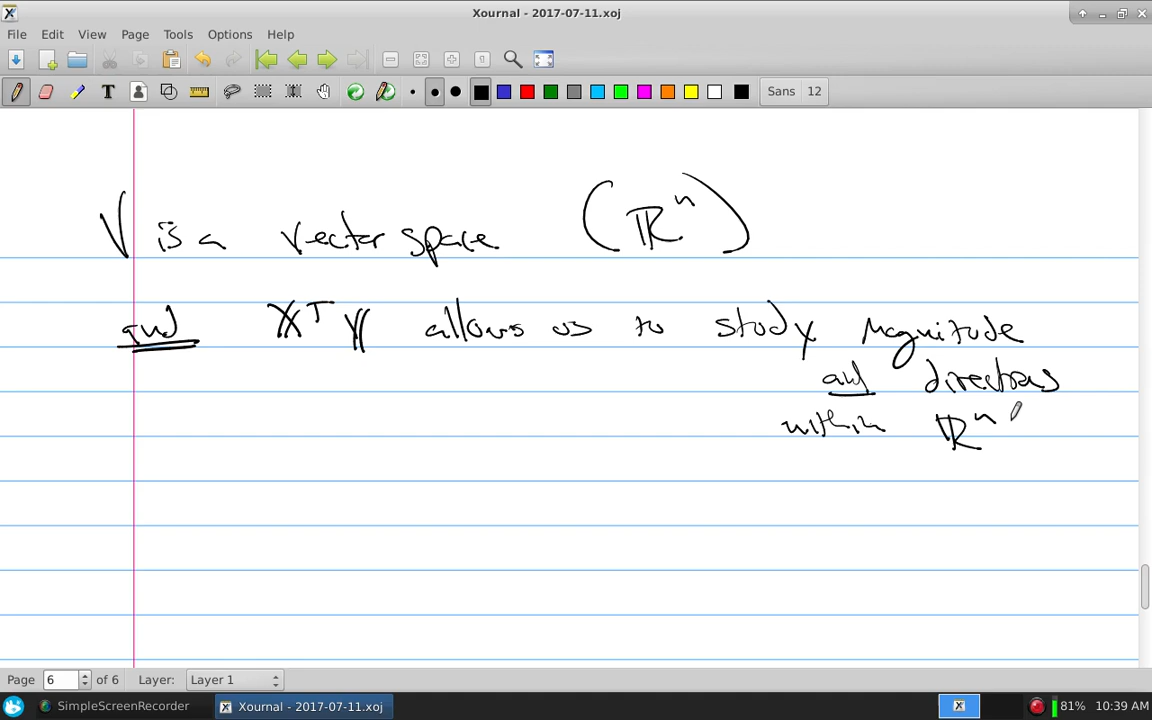 Xournal - 2017-07-11.xoj
File Edit View Page Tools Options Help
Sans 12
V is a vector space (ℝⁿ)
and 𝕏ᵀ𝕐 allows us to study magnitude
and directions
within ℝⁿ
Page 6 of 6 Layer: Layer 1
SimpleScreenRecorder Xournal - 2017-07-11.xoj 81% 10:39 AM